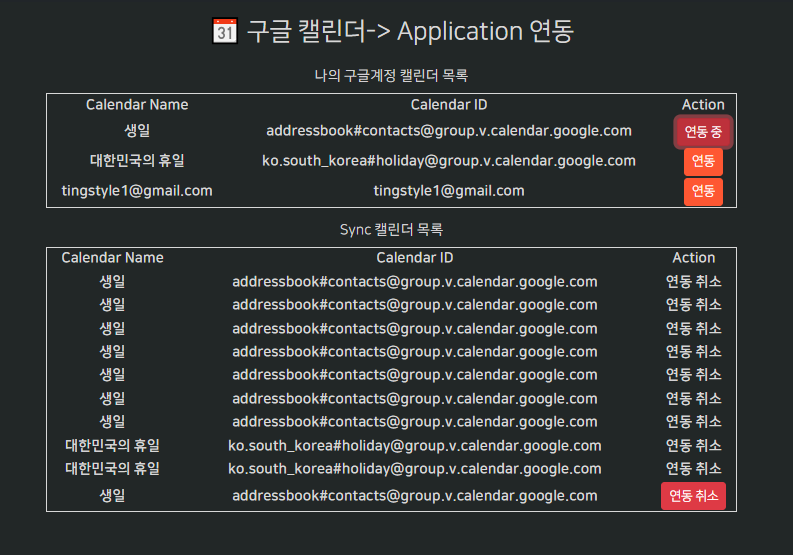 31 구글 캘린더-> Application 연동
나의 구글계정 캘린더 목록
Calendar Name Calendar ID Action
생일 addressbook#contacts@group.v.calendar.google.com 연동 중
대한민국의 휴일 ko.south_korea#holiday@group.v.calendar.google.com 연동
tingstyle1@gmail.com tingstyle1@gmail.com 연동
Sync 캘린더 목록
Calendar Name Calendar ID Action
생일 addressbook#contacts@group.v.calendar.google.com 연동 취소
생일 addressbook#contacts@group.v.calendar.google.com 연동 취소
생일 addressbook#contacts@group.v.calendar.google.com 연동 취소
생일 addressbook#contacts@group.v.calendar.google.com 연동 취소
생일 addressbook#contacts@group.v.calendar.google.com 연동 취소
생일 addressbook#contacts@group.v.calendar.google.com 연동 취소
생일 addressbook#contacts@group.v.calendar.google.com 연동 취소
대한민국의 휴일 ko.south_korea#holiday@group.v.calendar.google.com 연동 취소
대한민국의 휴일 ko.south_korea#holiday@group.v.calendar.google.com 연동 취소
생일 addressbook#contacts@group.v.calendar.google.com 연동 취소